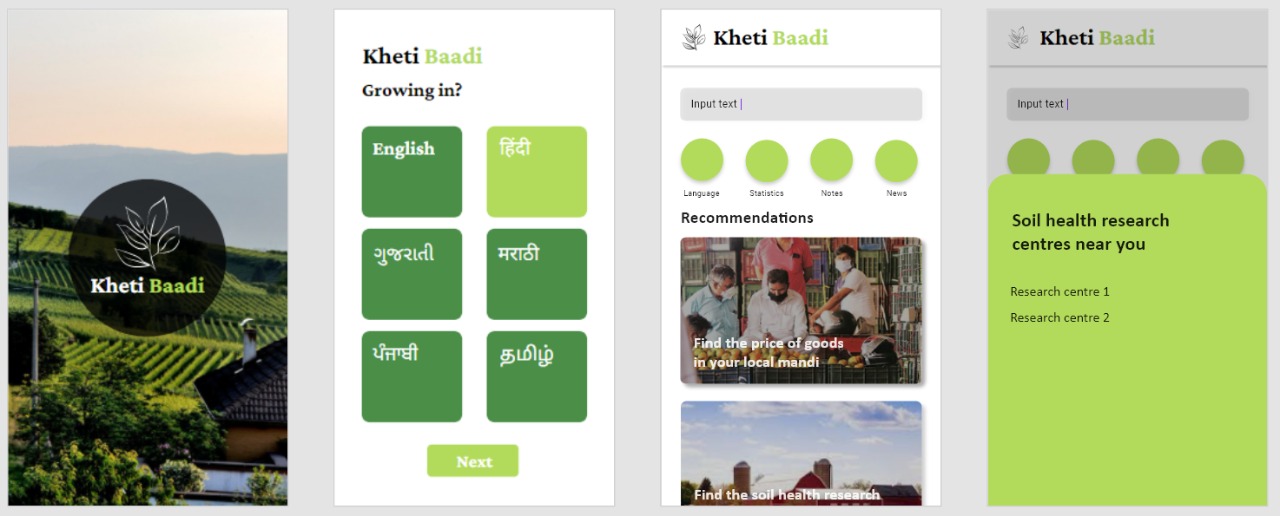 Kheti Baadi
Kheti Baadi
Growing in?
English
हिंदी
ગુજરાતી
मराठी
ਪੰਜਾਬੀ
தமிழ்
Next
Kheti Baadi
Input text
Language
Statistics
Notes
News
Recommendations
Find the price of goods
in your local mandi
Find the soil health research
Kheti Baadi
Input text
Soil health research
centres near you
Research centre 1
Research centre 2